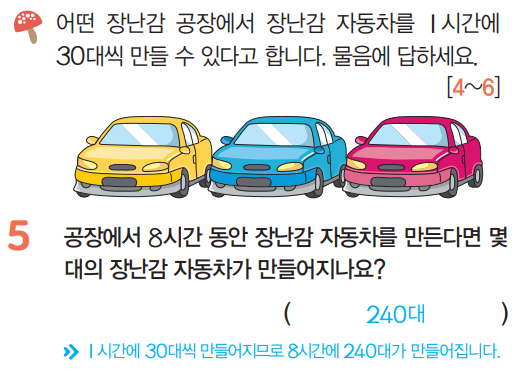 어떤 장난감 공장에서 장난감 자동차를 1시간에
30대씩 만들 수 있다고 합니다. 물음에 답하세요.
[4~6]
5 공장에서 8시간 동안 장난감 자동차를 만든다면 몇
대의 장난감 자동차가 만들어지나요?
( 240대 )
» 1시간에 30대씩 만들어지므로 8시간에 240대가 만들어집니다.